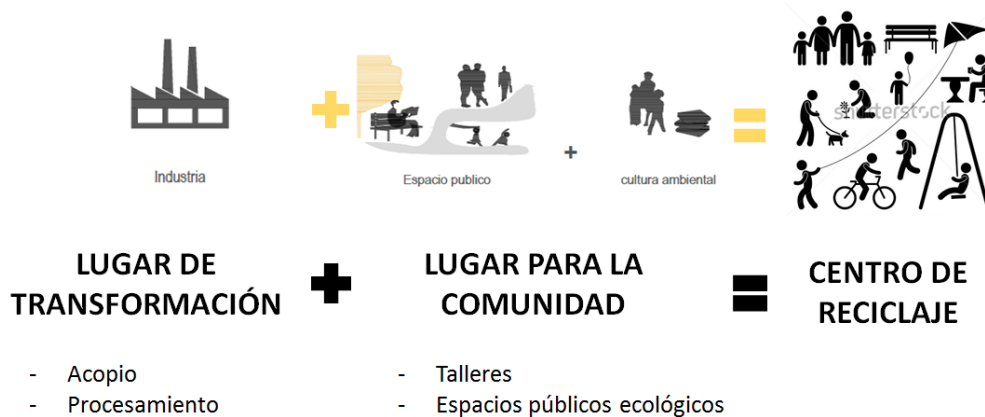 Industria
Espacio publico
+
cultura ambiental
shutterstock
LUGAR DE
TRANSFORMACIÓN
+
LUGAR PARA LA
COMUNIDAD
=
CENTRO DE
RECICLAJE
- Acopio
- Procesamiento
- Talleres
- Espacios públicos ecológicos